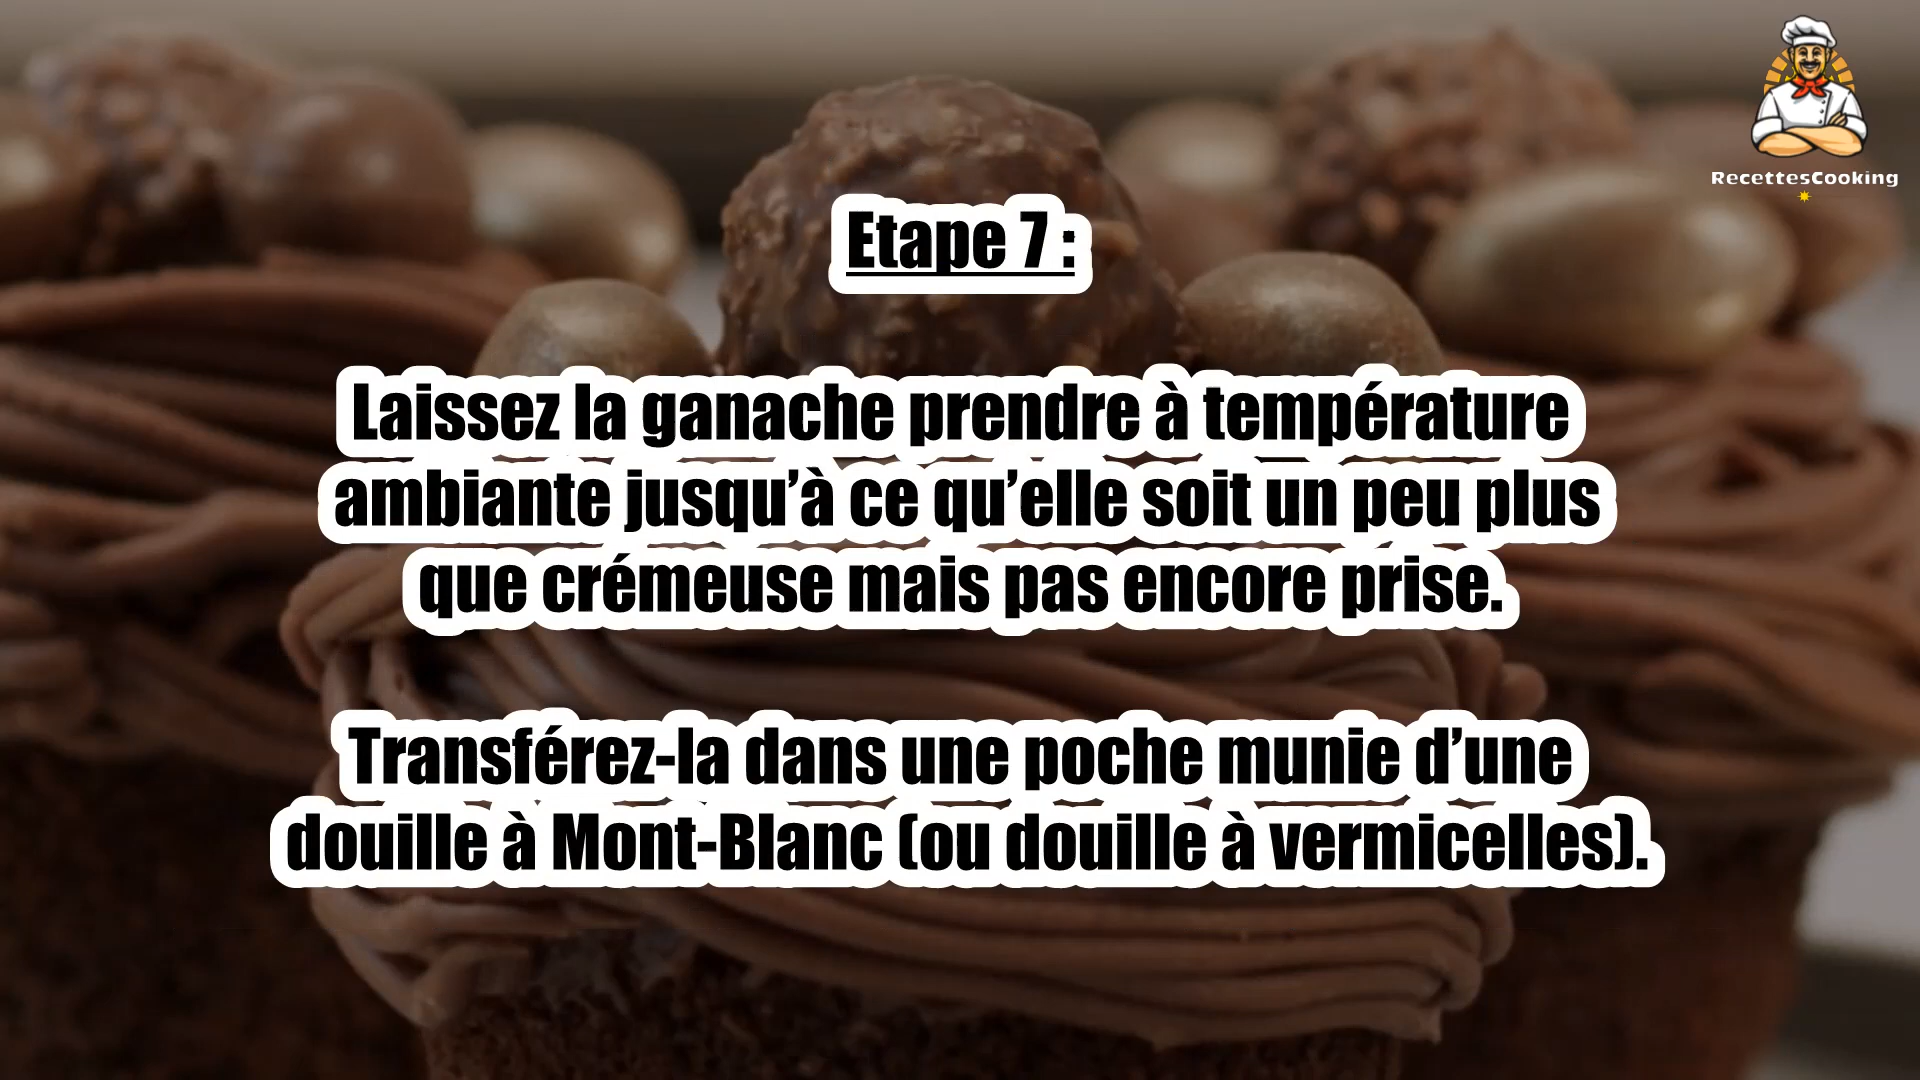 RecettesCooking
Etape 7 :
Laissez la ganache prendre à température
ambiante jusqu’à ce qu’elle soit un peu plus
que crémeuse mais pas encore prise.
Transférez-la dans une poche munie d’une
douille à Mont-Blanc (ou douille à vermicelles).